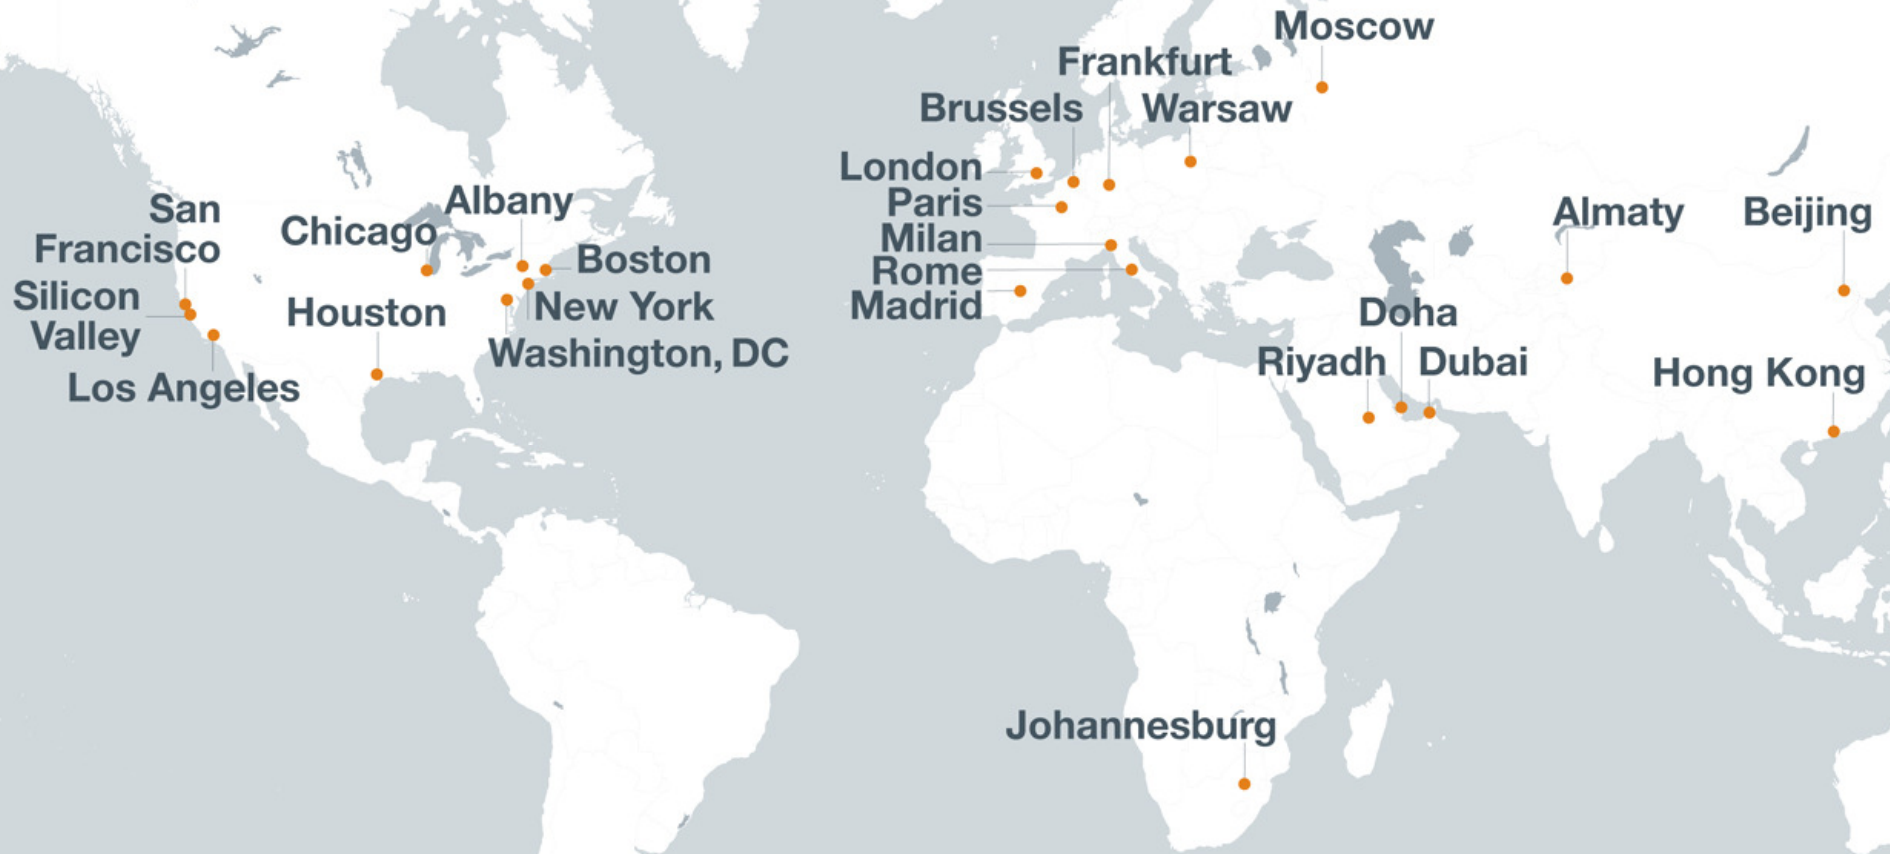 Moscow
Frankfurt
Brussels
Warsaw
London
Paris
Milan
Rome
Madrid
San
Francisco
Silicon
Valley
Los Angeles
Chicago
Houston
Albany
Boston
New York
Washington, DC
Almaty
Beijing
Doha
Riyadh
Dubai
Hong Kong
Johannesburg